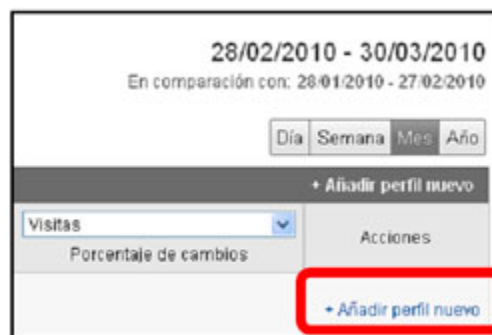 28/02/2010 - 30/03/2010
En comparación con: 28/01/2010 - 27/02/2010
Día Semana Mes Año
+ Añadir perfil nuevo
Visitas
Porcentaje de cambios
Acciones
+ Añadir perfil nuevo